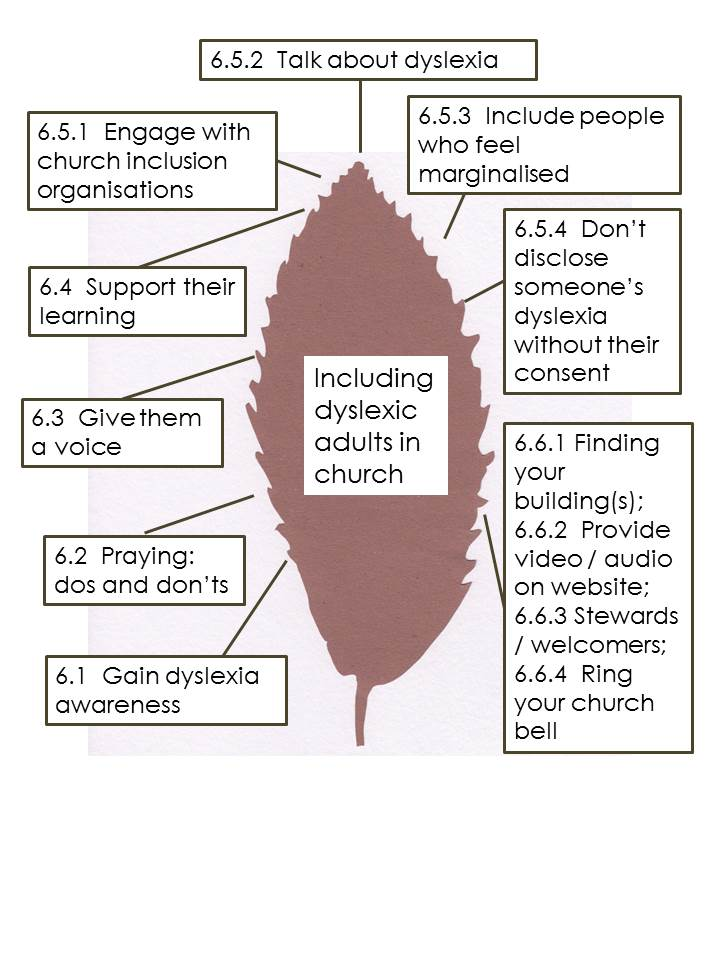 6.5.2 Talk about dyslexia
6.5.1 Engage with
church inclusion
organisations
6.5.3 Include people
who feel
marginalised
6.4 Support their
learning
6.5.4 Don’t
disclose
someone’s
dyslexia
without their
consent
Including
dyslexic
adults in
church
6.3 Give them
a voice
6.6.1 Finding
your
building(s);
6.6.2 Provide
video / audio
on website;
6.6.3 Stewards
/ welcomers;
6.6.4 Ring
your church
bell
6.2 Praying:
dos and don’ts
6.1 Gain dyslexia
awareness